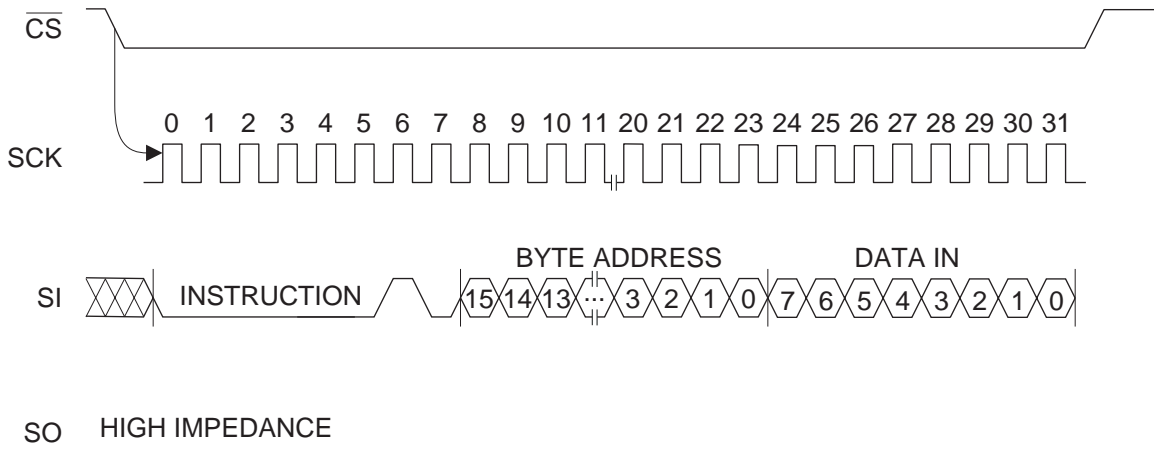 CS
0 1 2 3 4 5 6 7 8 9 10 11 20 21 22 23 24 25 26 27 28 29 30 31
SCK
BYTE ADDRESS DATA IN
SI INSTRUCTION 15 14 13 ... 3 2 1 0 7 6 5 4 3 2 1 0
SO HIGH IMPEDANCE